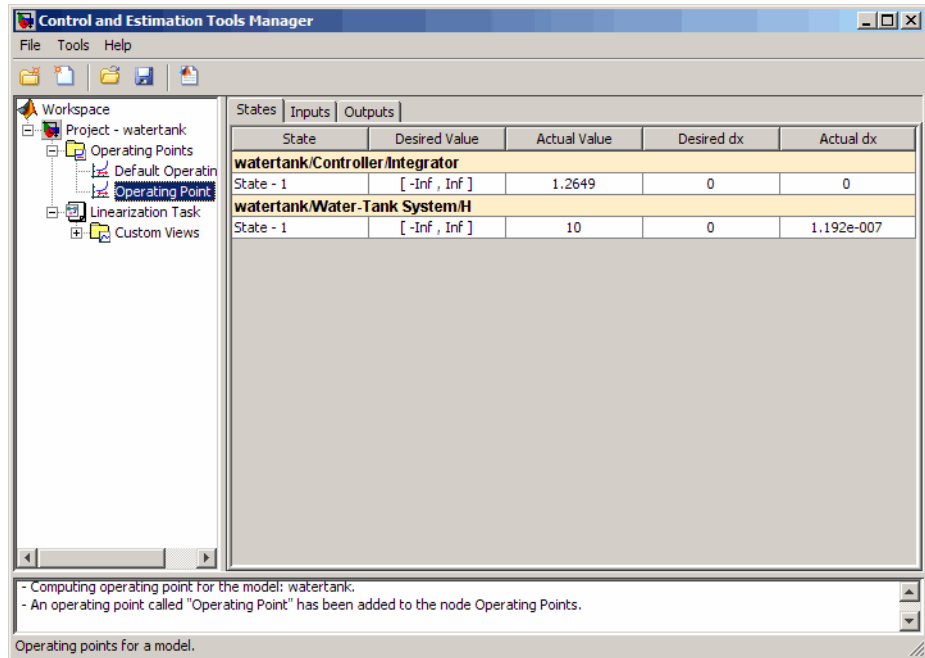 Control and Estimation Tools Manager
File Tools Help
Workspace
Project - watertank
Operating Points
Default Operatin
Operating Point
Linearization Task
Custom Views
States Inputs Outputs
State Desired Value Actual Value Desired dx Actual dx
watertank/Controller/Integrator
State - 1 [ -Inf , Inf ] 1.2649 0 0
watertank/Water-Tank System/H
State - 1 [ -Inf , Inf ] 10 0 1.192e-007
- Computing operating point for the model: watertank.
- An operating point called "Operating Point" has been added to the node Operating Points.
Operating points for a model.